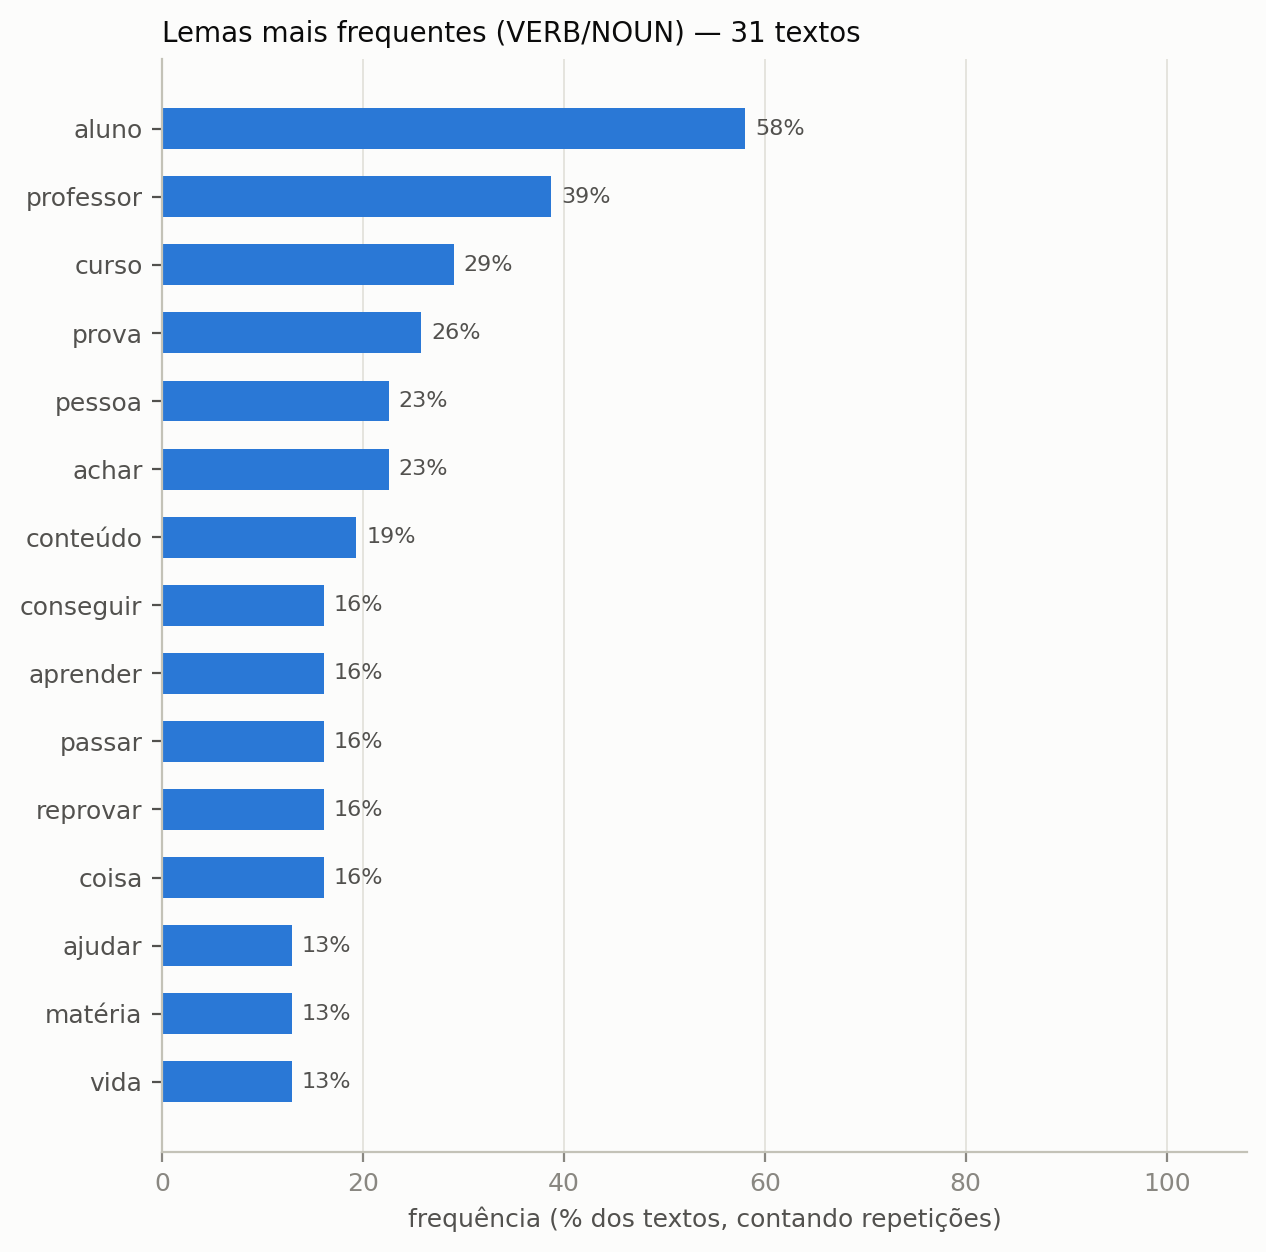 Lemas mais frequentes (VERB/NOUN) — 31 textos
aluno 58%
professor 39%
curso 29%
prova 26%
pessoa 23%
achar 23%
conteúdo 19%
conseguir 16%
aprender 16%
passar 16%
reprovar 16%
coisa 16%
ajudar 13%
matéria 13%
vida 13%
0 20 40 60 80 100
frequência (% dos textos, contando repetições)